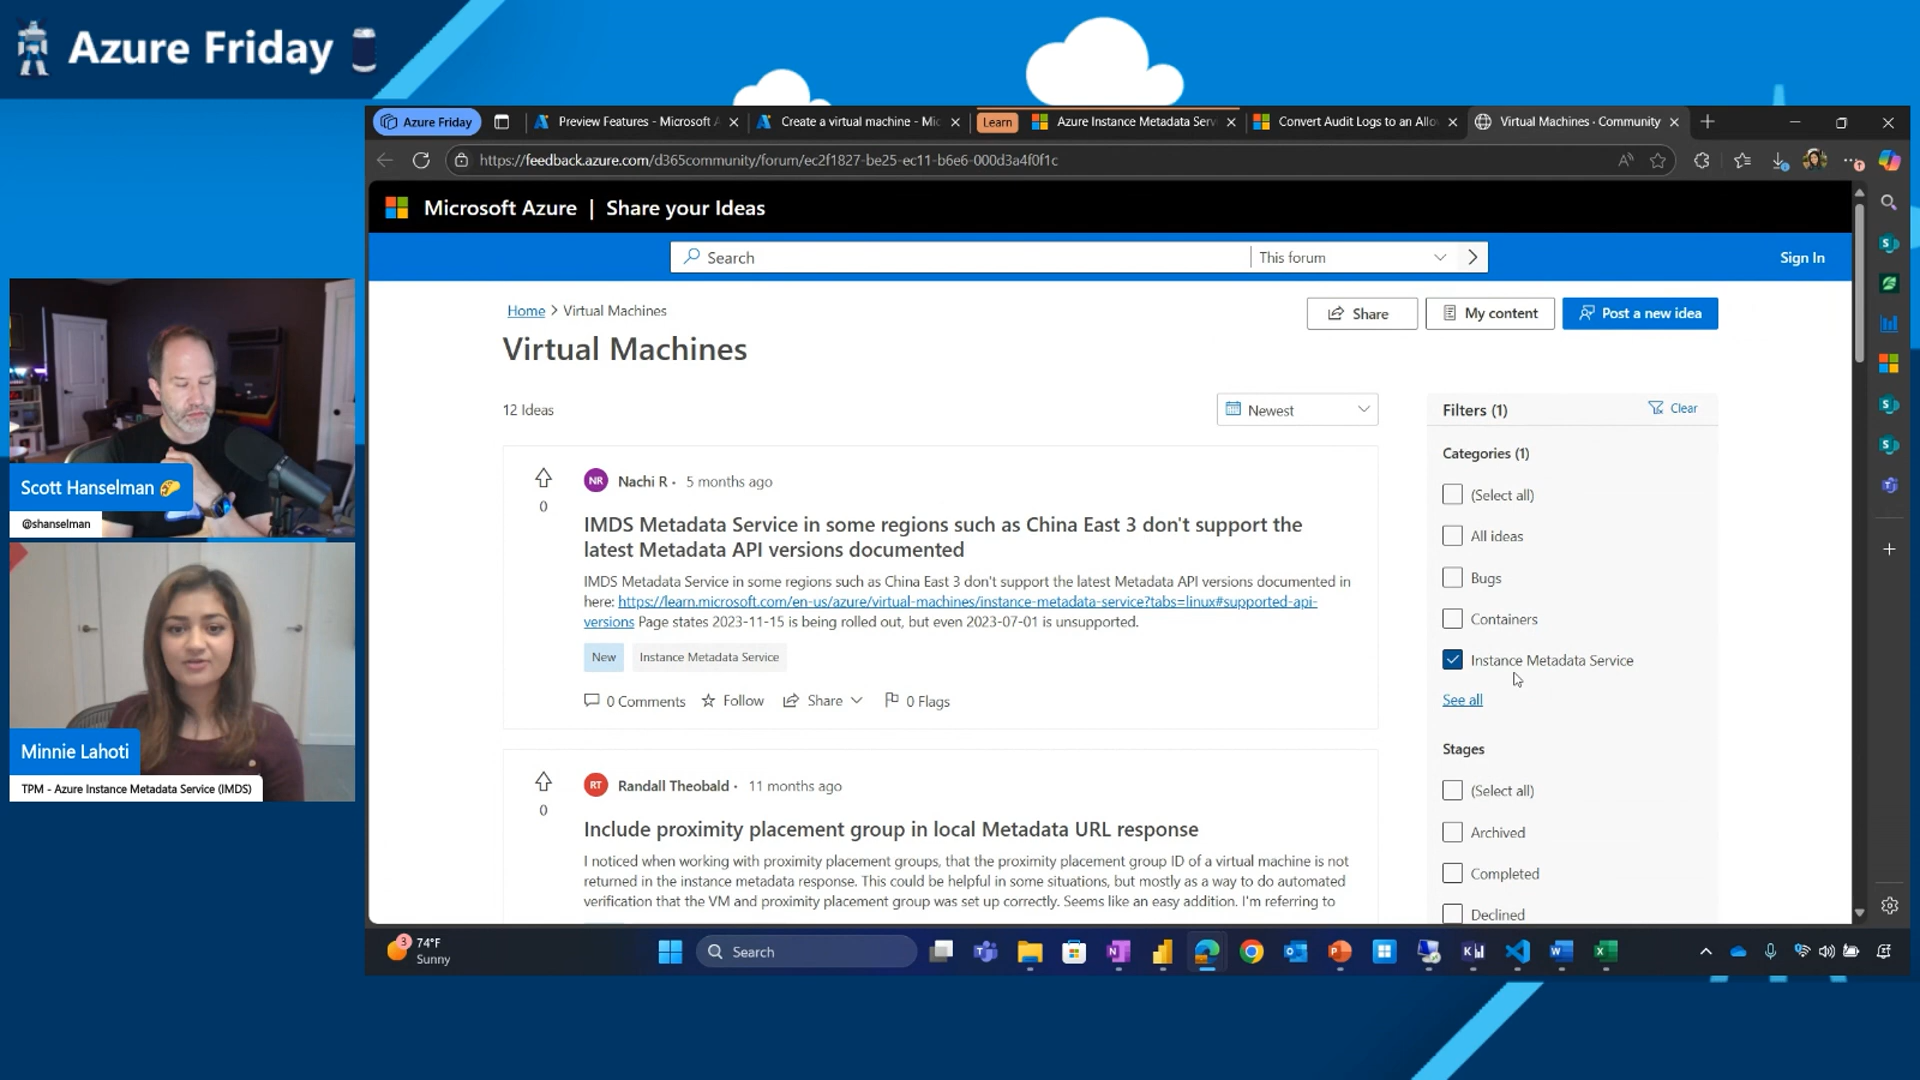 Azure Friday
Azure Friday
Preview Features - Microsoft A
Create a virtual machine - Mic
Learn
Azure Instance Metadata Serv
Convert Audit Logs to an Allo
Virtual Machines · Community
https://feedback.azure.com/d365community/forum/ec2f1827-be25-ec11-b6e6-000d3a4f0f1c
Microsoft Azure | Share your Ideas
Search
This forum
Sign In
Home > Virtual Machines
Share
My content
Post a new idea
Virtual Machines
12 Ideas
Newest
NR
Nachi R · 5 months ago
0
IMDS Metadata Service in some regions such as China East 3 don't support the
latest Metadata API versions documented
IMDS Metadata Service in some regions such as China East 3 don't support the latest Metadata API versions documented in
here: https://learn.microsoft.com/en-us/azure/virtual-machines/instance-metadata-service?tabs=linux#supported-api-
versions Page states 2023-11-15 is being rolled out, but even 2023-07-01 is unsupported.
New
Instance Metadata Service
0 Comments
Follow
Share
0 Flags
RT
Randall Theobald · 11 months ago
0
Include proximity placement group in local Metadata URL response
I noticed when working with proximity placement groups, that the proximity placement group ID of a virtual machine is not
returned in the instance metadata response. This could be helpful in some situations, but mostly as a way to do automated
verification that the VM and proximity placement group was set up correctly. Seems like an easy addition. I'm referring to
Filters (1)
Clear
Categories (1)
(Select all)
All ideas
Bugs
Containers
Instance Metadata Service
See all
Stages
(Select all)
Archived
Completed
Declined
Scott Hanselman
@shanselman
Minnie Lahoti
TPM - Azure Instance Metadata Service (IMDS)
3
74°F
Sunny
Search